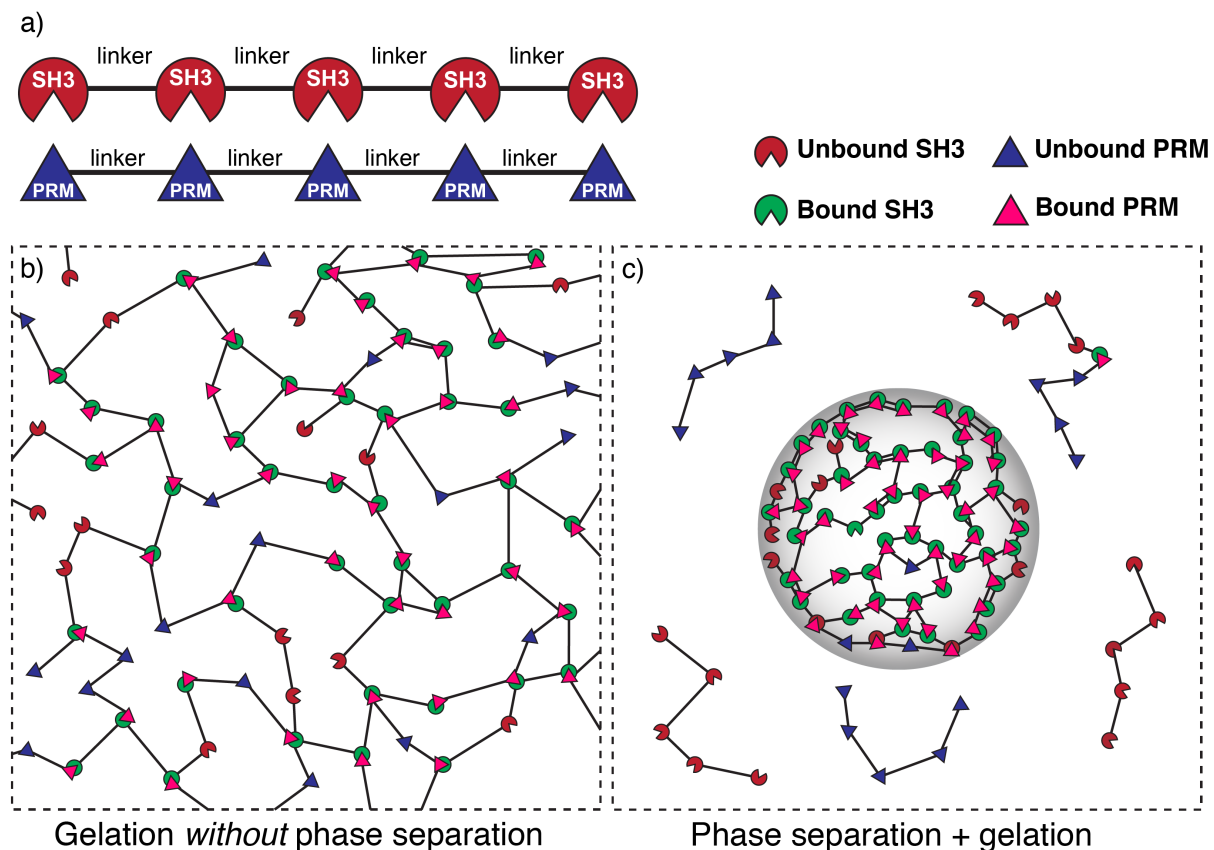 a)
linker linker linker linker
SH3 SH3 SH3 SH3 SH3
linker linker linker linker
PRM PRM PRM PRM PRM
Unbound SH3 Unbound PRM
Bound SH3 Bound PRM
b)
c)
Gelation without phase separation
Phase separation + gelation